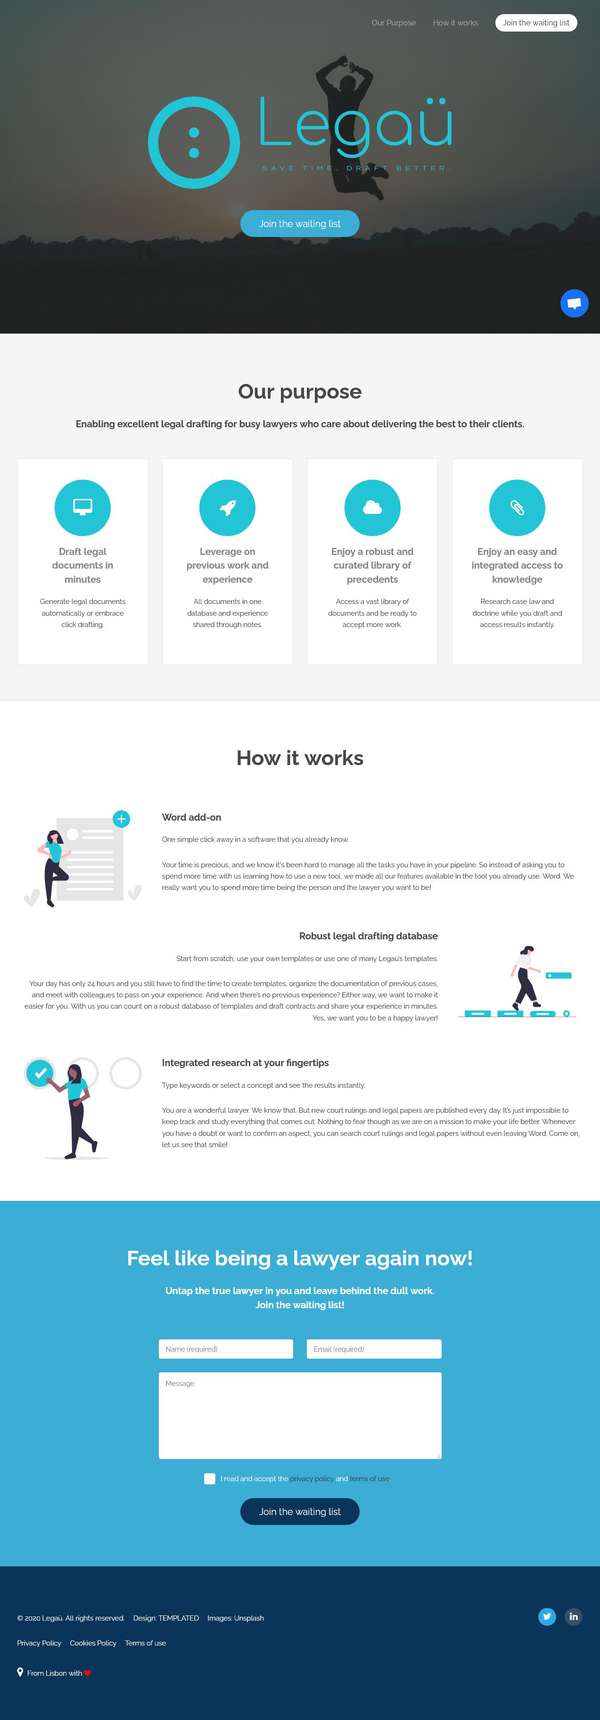 Our Purpose How it works Join the waiting list
Legaü
SAVE TIME. DRAFT BETTER.
Join the waiting list
Our purpose
Enabling excellent legal drafting for busy lawyers who care about delivering the best to their clients.
Draft legal
documents in
minutes
Generate legal documents
automatically or embrace
click drafting.
Leverage on
previous work and
experience
All documents in one
database and experience
shared through notes.
Enjoy a robust and
curated library of
precedents
Access a vast library of
documents and be ready to
accept more work.
Enjoy an easy and
integrated access to
knowledge
Research case law and
doctrine while you draft and
access results instantly.
How it works
Word add-on
One simple click away in a software that you already know.
Your time is precious, and we know it's been hard to manage all the tasks you have in your pipeline. So instead of asking you to
spend more time with us learning how to use a new tool, we made all our features available in the tool you already use: Word. We
really want you to spend more time being the person and the lawyer you want to be!
Robust legal drafting database
Start from scratch, use your own templates or use one of many Legaü's templates.
Your day has only 24 hours and you still have to find the time to create templates, organize the documentation of previous cases,
and meet with colleagues to pass on your experience. And when there's no previous experience? Either way, we want to make it
easier for you. With us you can count on a robust database of templates and draft contracts and share your experience in minutes.
Yes, we want you to be a happy lawyer!
Integrated research at your fingertips
Type keywords or select a concept and see the results instantly.
You are a wonderful lawyer. We know that. But new court rulings and legal papers are published every day. It's just impossible to
keep track and study everything that comes out. Nothing to fear though as we are on a mission to make your life better. Whenever
you have a doubt or want to confirm an aspect, you can search court rulings and legal papers without even leaving Word. Come on,
let us see that smile!
Feel like being a lawyer again now!
Untap the true lawyer in you and leave behind the dull work.
Join the waiting list!
Name (required) Email (required)
Message
I read and accept the privacy policy and terms of use
Join the waiting list
© 2020 Legaü. All rights reserved. Design: TEMPLATED Images: Unsplash
Privacy Policy Cookies Policy Terms of use
From Lisbon with ❤